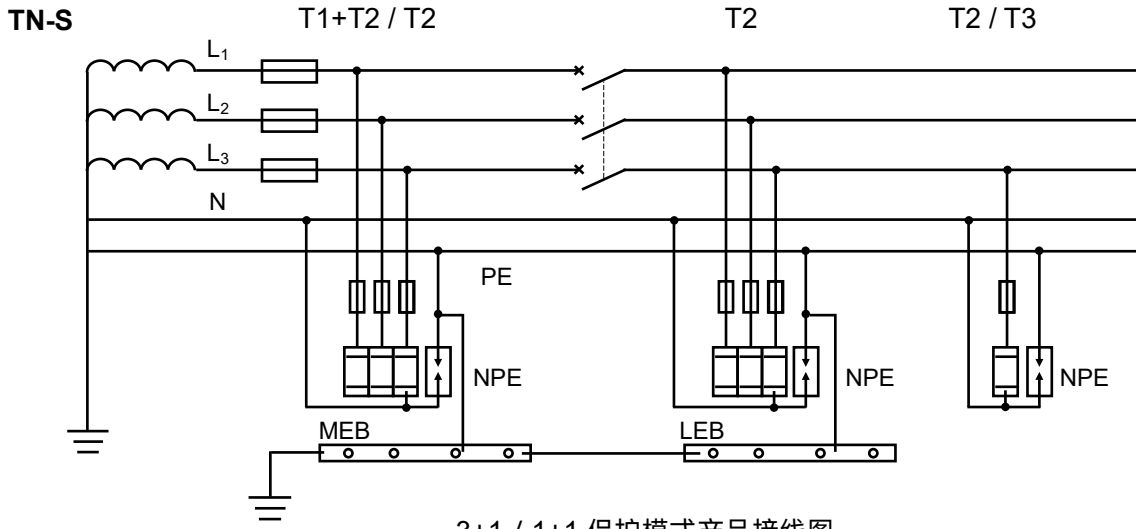 TN-S T1+T2 / T2 T2 T2 / T3
L₁
L₂
L₃
N
PE
NPE NPE NPE
MEB LEB
3+1 / 1+1 保护模式产品接线图